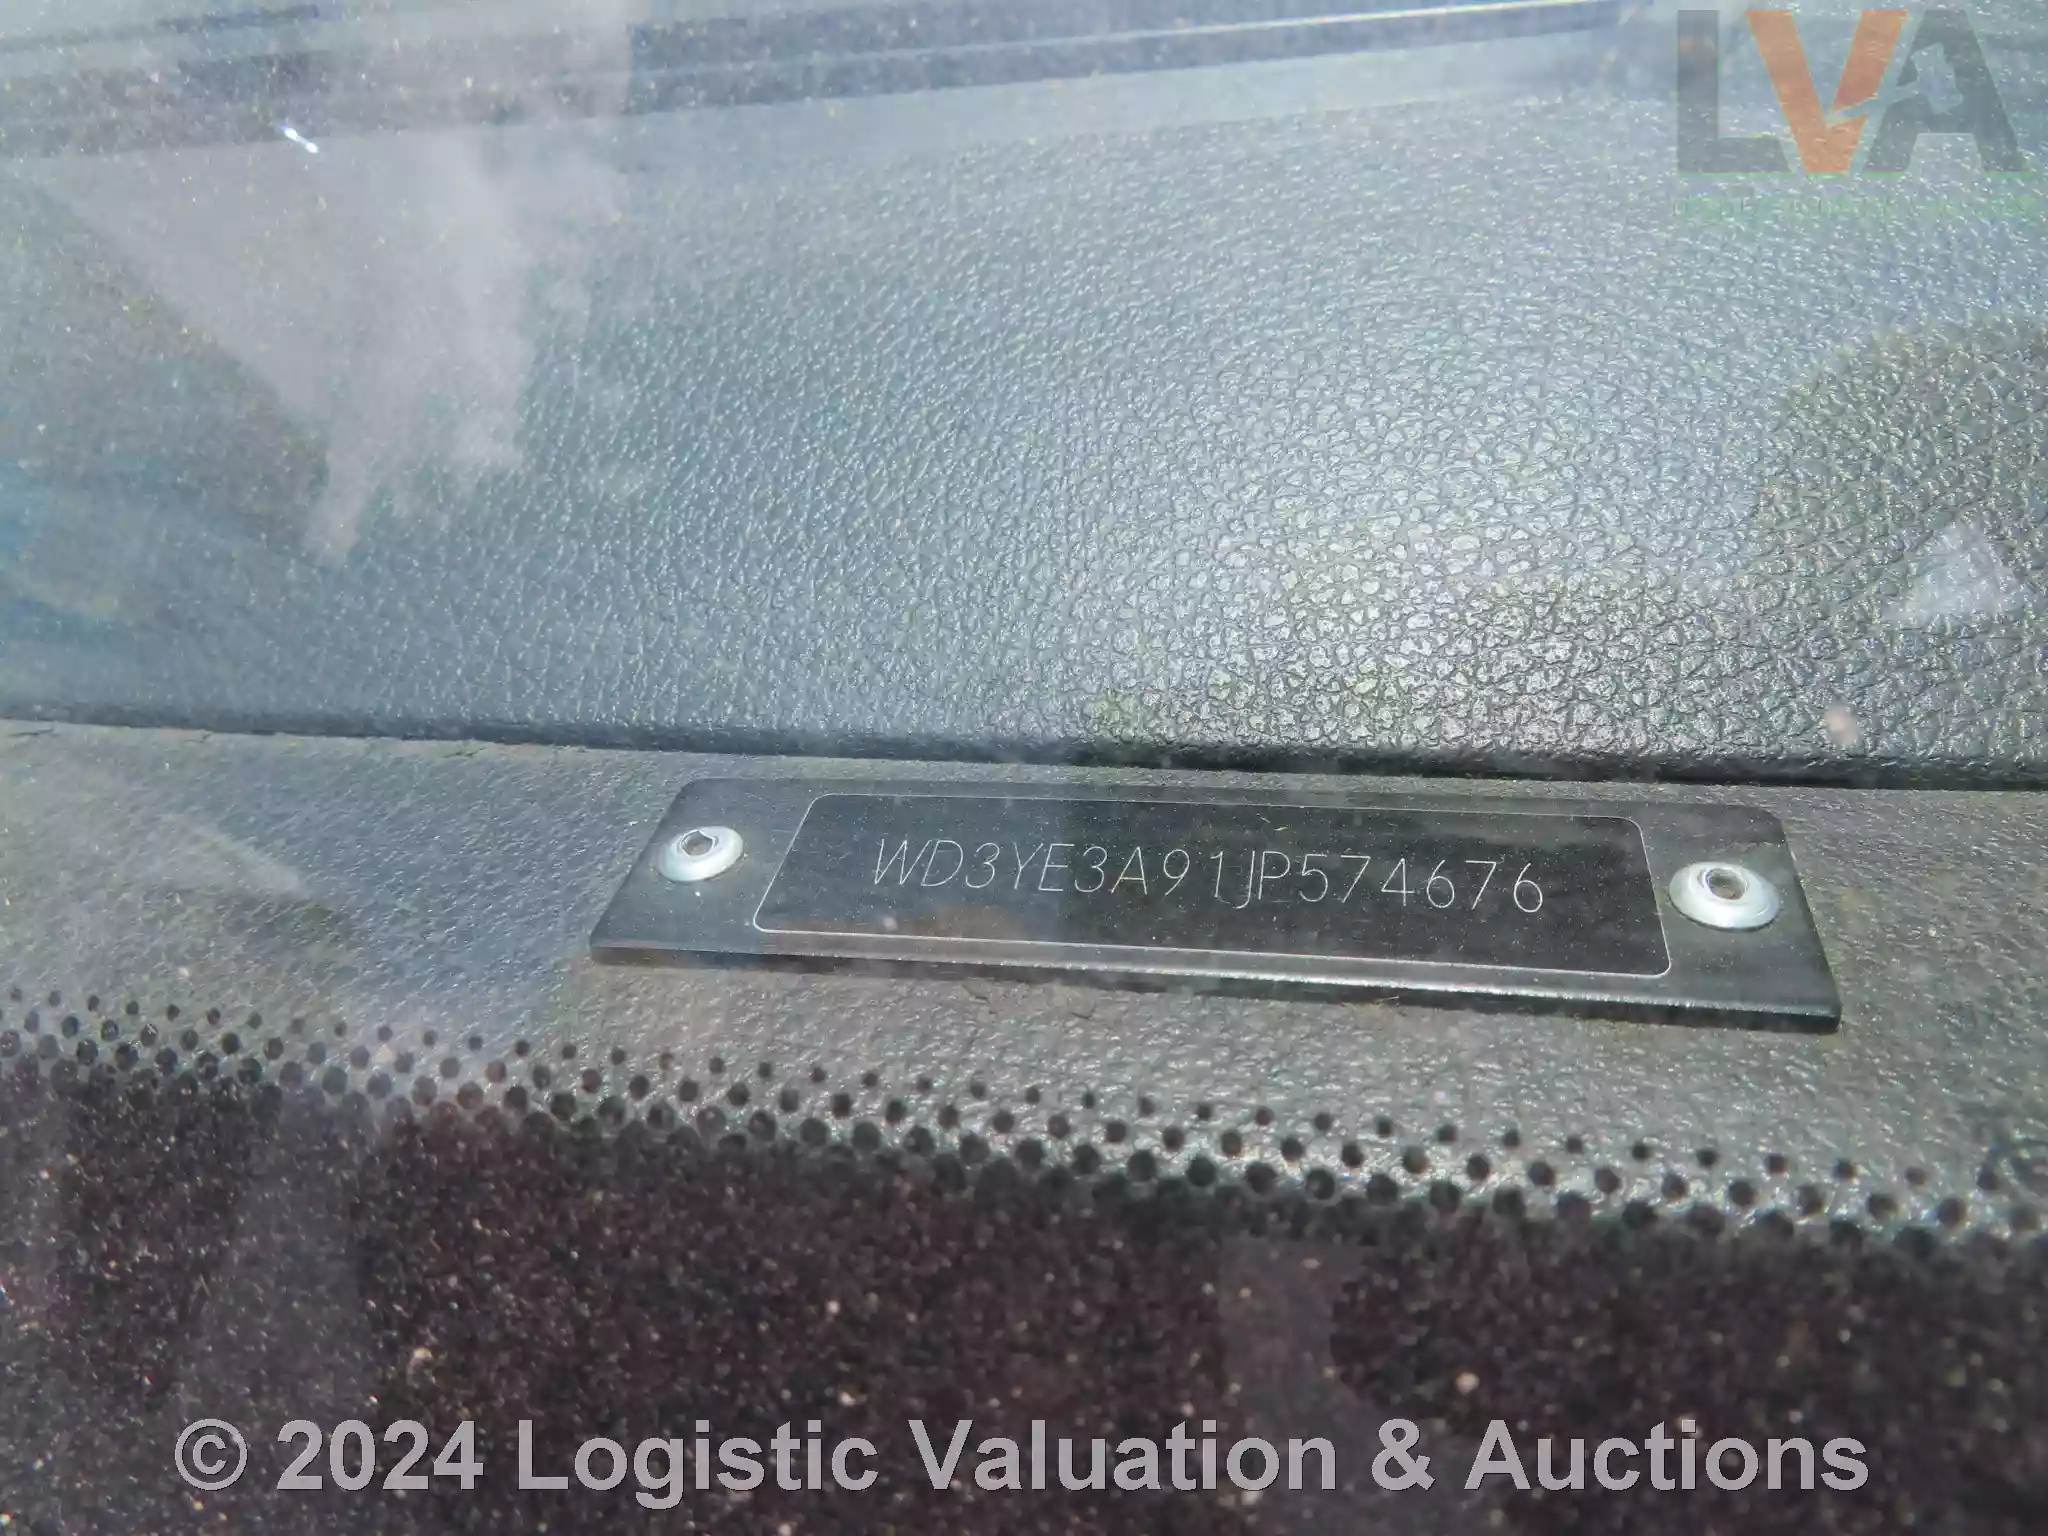 LVA
WD3YE3A91JP574676
© 2024 Logistic Valuation & Auctions